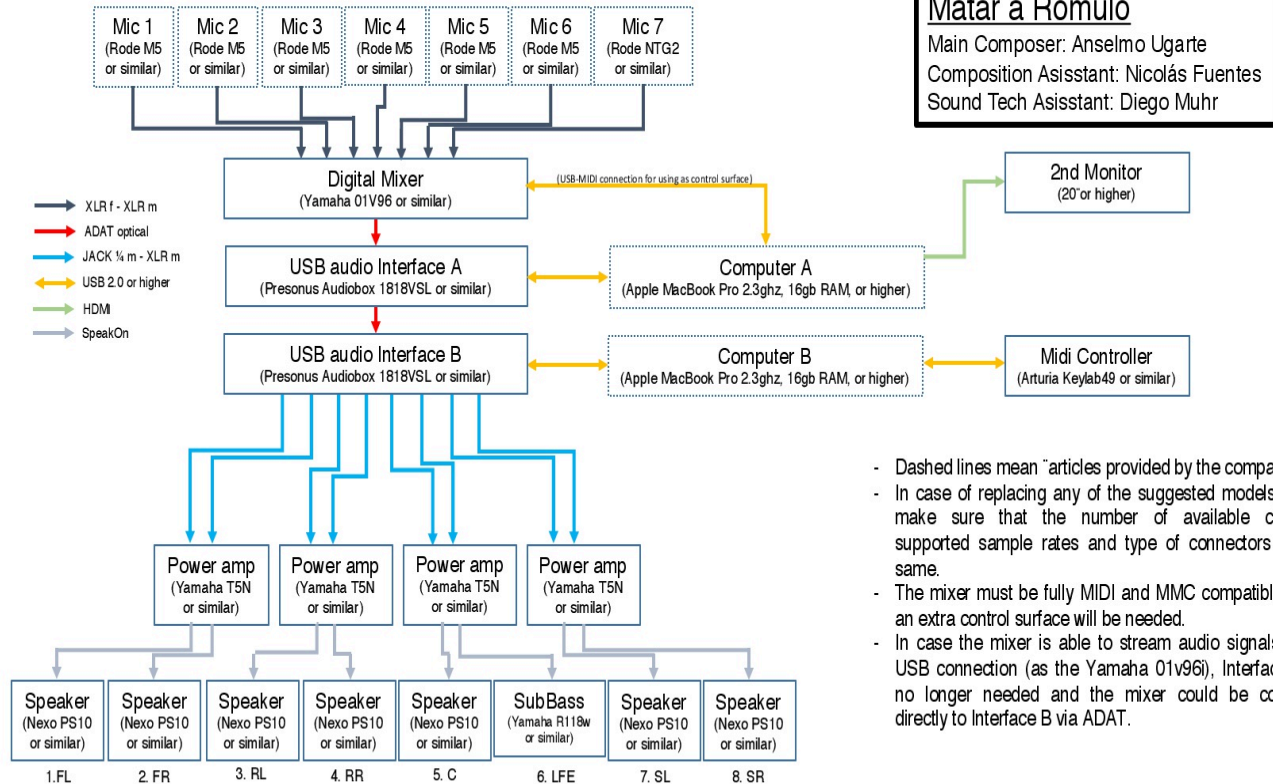 Mic 1
(Rode M5
or similar)
Mic 2
(Rode M5
or similar)
Mic 3
(Rode M5
or similar)
Mic 4
(Rode M5
or similar)
Mic 5
(Rode M5
or similar)
Mic 6
(Rode M5
or similar)
Mic 7
(Rode NTG2
or similar)
Matar a Rómulo
Main Composer: Anselmo Ugarte
Composition Asisstant: Nicolás Fuentes
Sound Tech Asisstant: Diego Muhr
Digital Mixer
(Yamaha 01V96 or similar)
(USB-MIDI connection for using as control surface)
2nd Monitor
(20¨or higher)
XLR f - XLR m
ADAT optical
JACK ¼ m - XLR m
USB 2.0 or higher
HDMI
SpeakOn
USB audio Interface A
(Presonus Audiobox 1818VSL or similar)
Computer A
(Apple MacBook Pro 2.3ghz, 16gb RAM, or higher)
USB audio Interface B
(Presonus Audiobox 1818VSL or similar)
Computer B
(Apple MacBook Pro 2.3ghz, 16gb RAM, or higher)
Midi Controller
(Arturia Keylab49 or similar)
- Dashed lines mean ¨articles provided by the
- In case of replacing any of the suggested models
make sure that the number of available
supported sample rates and type of connectors
same.
- The mixer must be fully MIDI and MMC
an extra control surface will be needed.
- In case the mixer is able to stream audio
USB connection (as the Yamaha 01v96i),
no longer needed and the mixer could be
directly to Interface B via ADAT.
Power amp
(Yamaha T5N
or similar)
Power amp
(Yamaha T5N
or similar)
Power amp
(Yamaha T5N
or similar)
Power amp
(Yamaha T5N
or similar)
Speaker
(Nexo PS10
or similar)
Speaker
(Nexo PS10
or similar)
Speaker
(Nexo PS10
or similar)
Speaker
(Nexo PS10
or similar)
Speaker
(Nexo PS10
or similar)
SubBass
(Yamaha R118w
or similar)
Speaker
(Nexo PS10
or similar)
Speaker
(Nexo PS10
or similar)
1.FL
2. FR
3. RL
4. RR
5. C
6. LFE
7. SL
8. SR